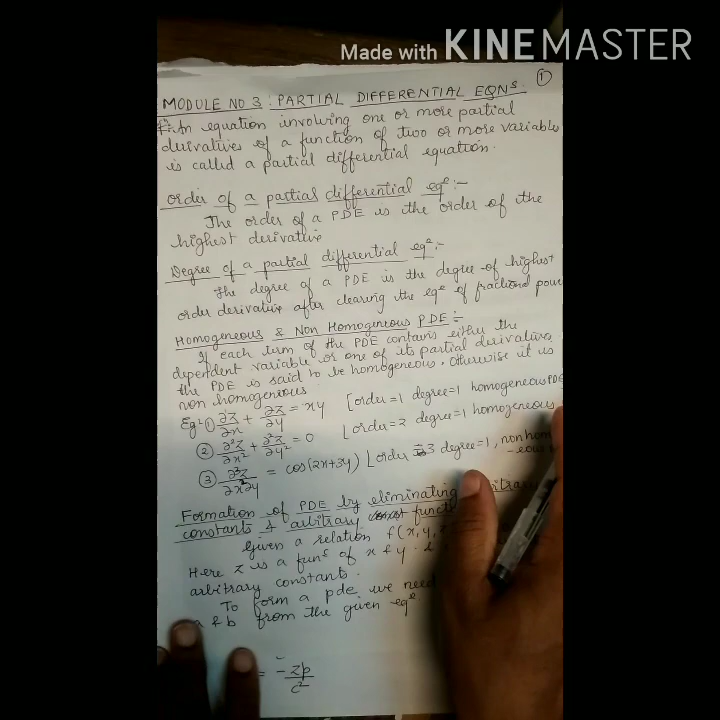 Made with KINEMASTER
①
MODULE NO 3 : PARTIAL DIFFERENTIAL EQNS.
An equation involving one or more partial
derivatives of a function of two or more variables
is called a partial differential equation.
Order of a partial differential eqn :-
The order of a PDE is the order of the
highest derivative
Degree of a partial differential eqn :-
The degree of a PDE is the degree of highest
order derivative after clearing the eqn of fractional pow
Homogeneous & Non Homogeneous PDE :-
If each term of the PDE contains either the
dependent variable or one of its partial derivatives
the PDE is said to be homogeneous, otherwise it is
non homogenious.
Eg:- ① ∂z/∂x + ∂z/∂y = xy [order=1 degree=1 homogeneous PDE
② ∂²z/∂x² + ∂²z/∂y² = 0 [order=2 degree=1 homogeneous
③ ∂³z/∂x²∂y = cos(2x+3y) [order = 3 degree=1, non hom
-eous
Formation of PDE by eliminating arbitrary
constants & arbitrary funct
Given a relation f(x,y,z
Here z is a funs of x & y.
arbitrary constants.
To form a pde we need
a & b from the given eqn
= -zp/c²